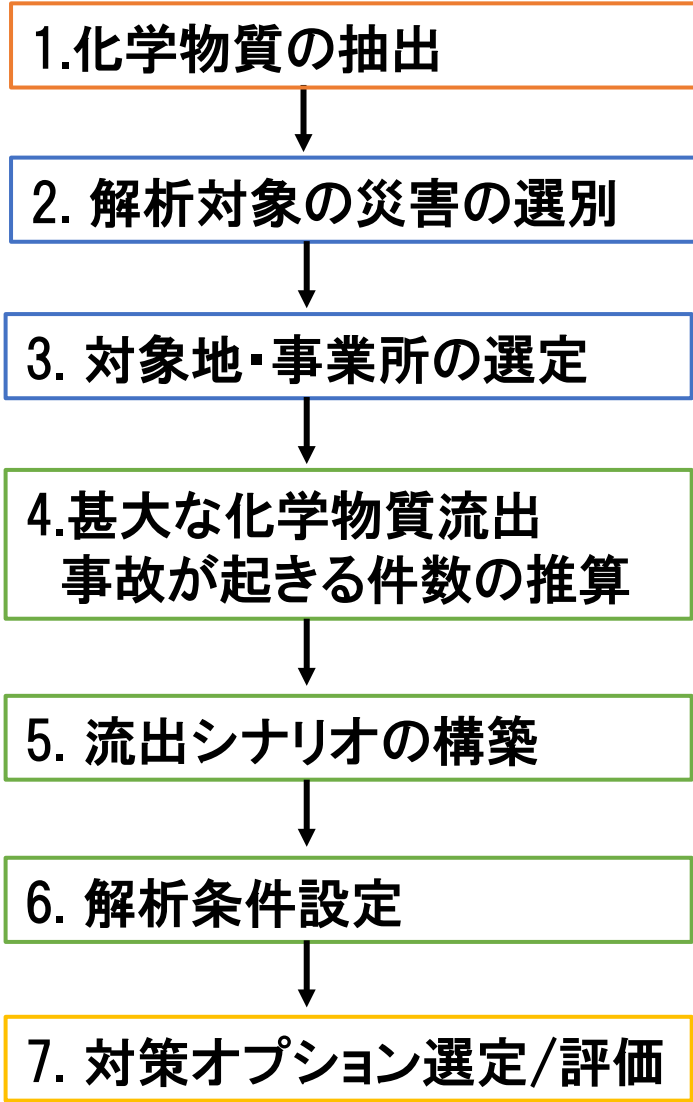 1.化学物質の抽出
2. 解析対象の災害の選別
3. 対象地・事業所の選定
4.甚大な化学物質流出
事故が起きる件数の推算
5. 流出シナリオの構築
6. 解析条件設定
7. 対策オプション選定/評価